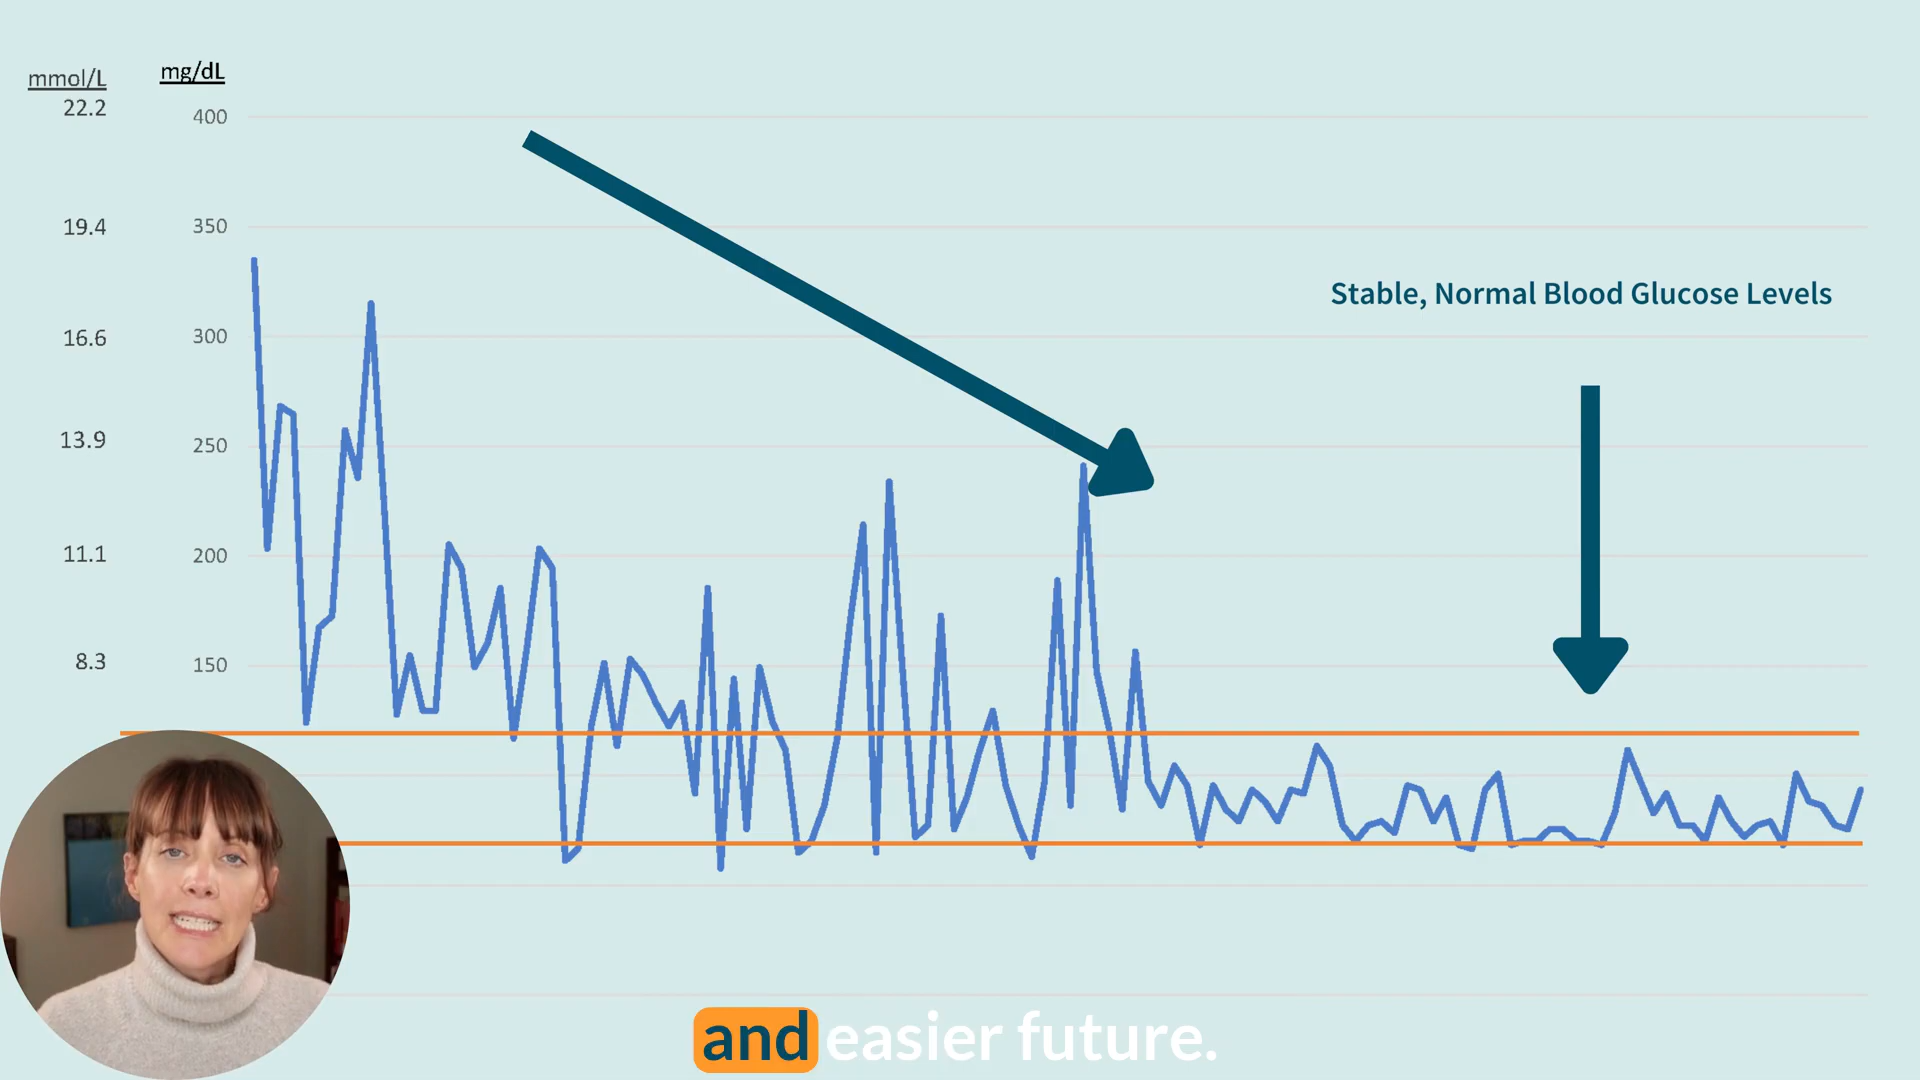 mmol/L mg/dL
22.2 400
19.4 350
Stable, Normal Blood Glucose Levels
16.6 300
13.9 250
11.1 200
8.3 150
and easier future.